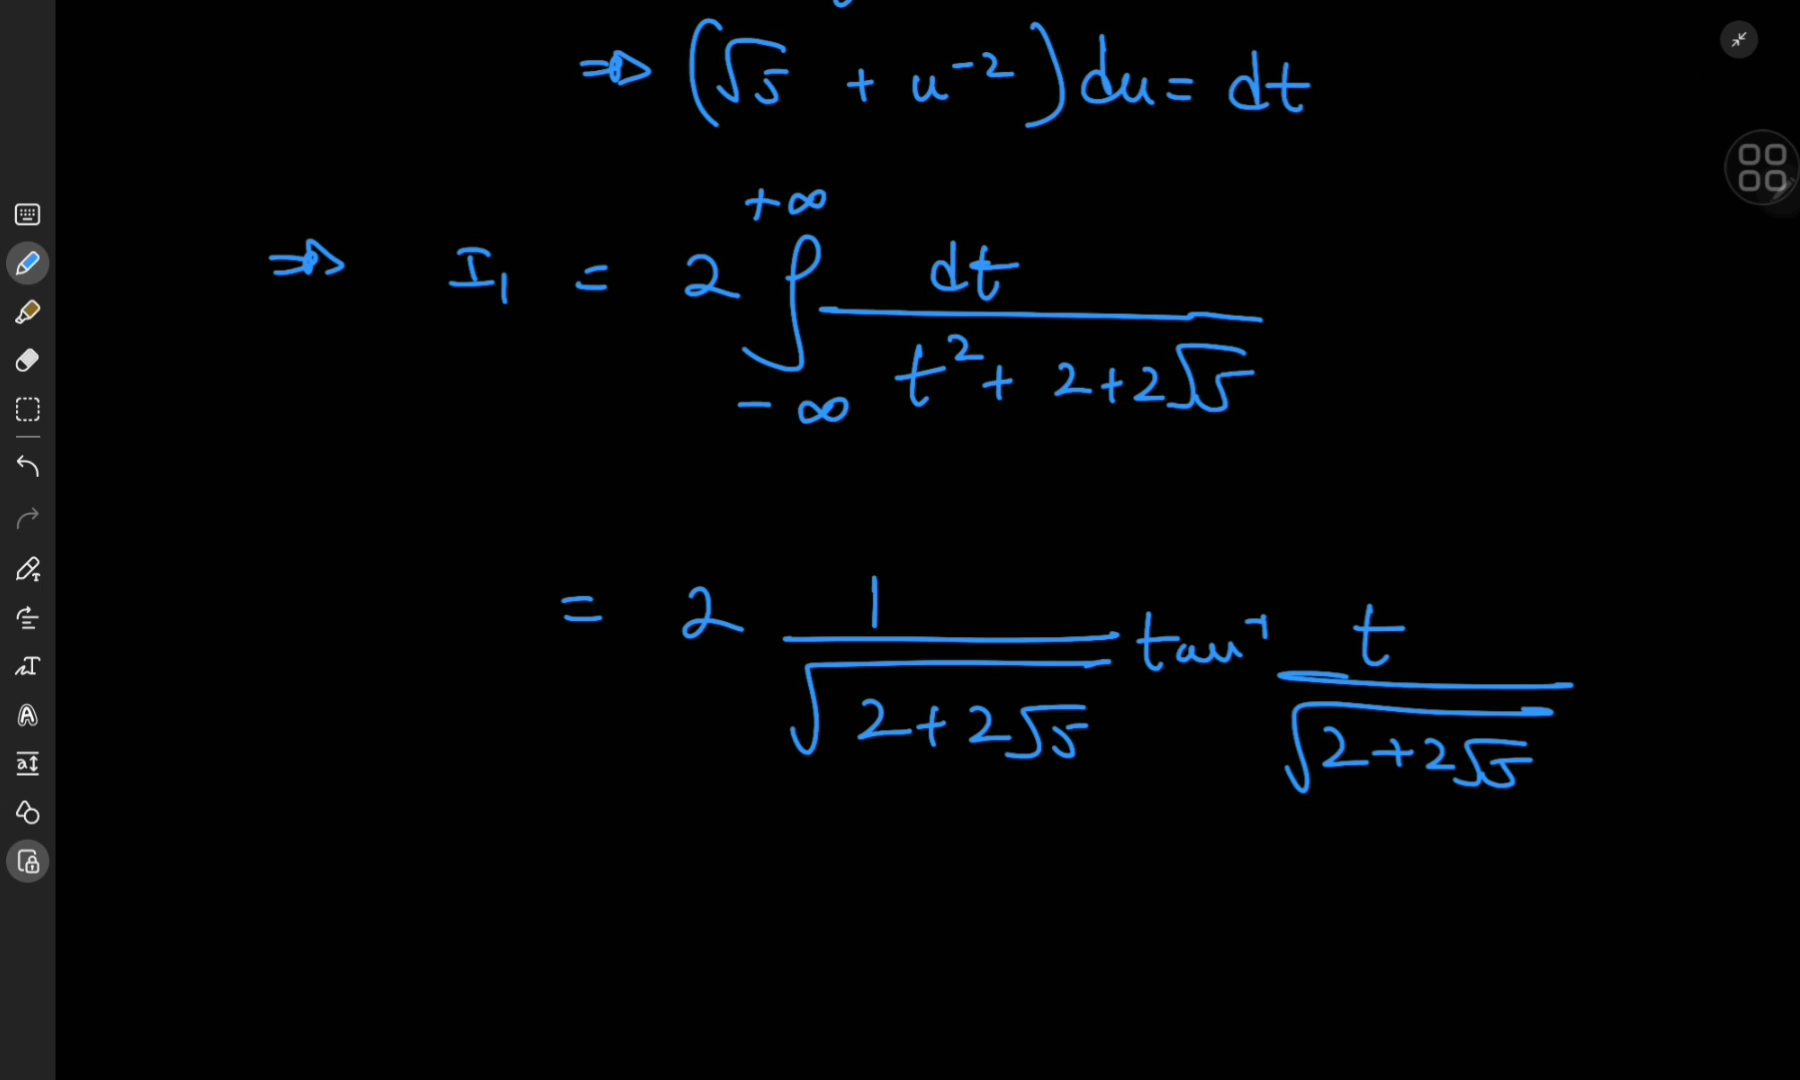 ⇒ (√5 + u⁻²) du = dt
⇒ I₁ = 2 ∫_{-∞}^{+∞} dt / (t² + 2+2√5)
= 2 1/√(2+2√5) tan⁻¹ t/√(2+2√5)